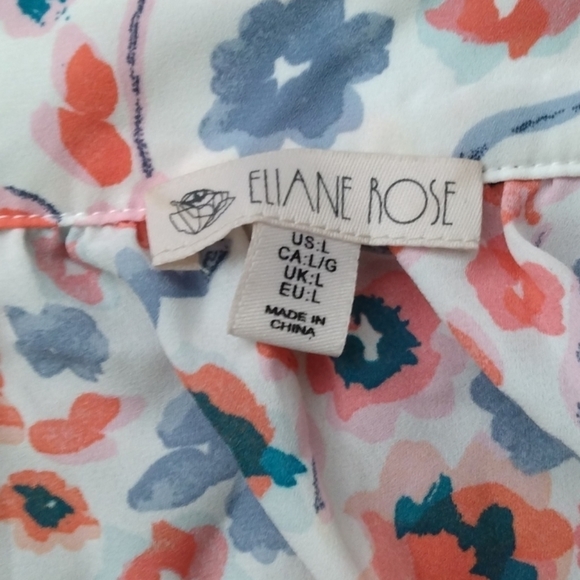 ELIANE ROSE
US:L
CA:L/G
UK:L
EU:L
MADE IN
CHINA